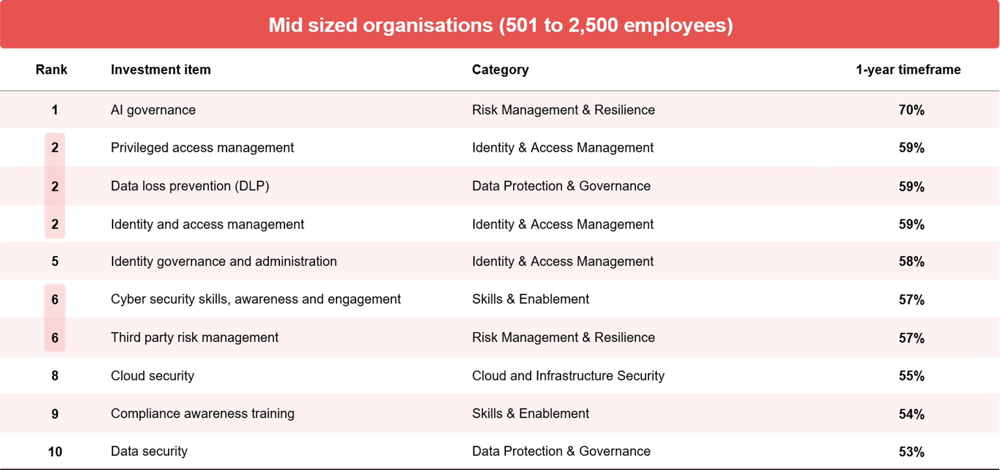 Mid sized organisations (501 to 2,500 employees)
Rank Investment item Category 1-year timeframe
1 AI governance Risk Management & Resilience 70%
2 Privileged access management Identity & Access Management 59%
2 Data loss prevention (DLP) Data Protection & Governance 59%
2 Identity and access management Identity & Access Management 59%
5 Identity governance and administration Identity & Access Management 58%
6 Cyber security skills, awareness and engagement Skills & Enablement 57%
6 Third party risk management Risk Management & Resilience 57%
8 Cloud security Cloud and Infrastructure Security 55%
9 Compliance awareness training Skills & Enablement 54%
10 Data security Data Protection & Governance 53%